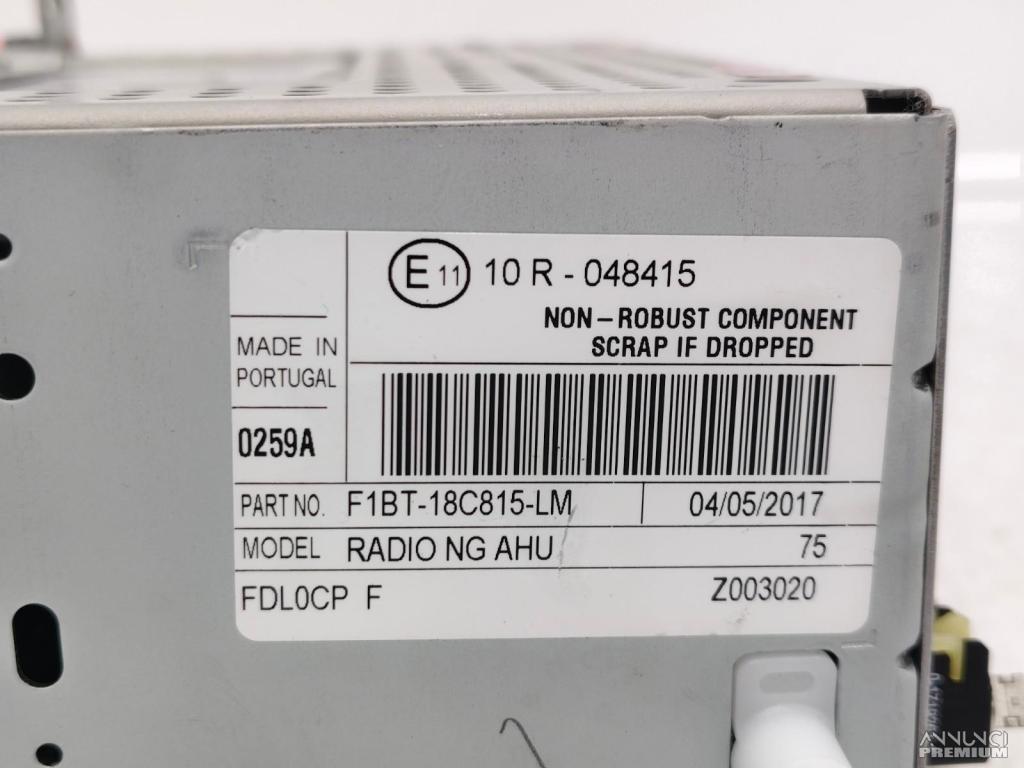 E 11 10 R - 048415
NON-ROBUST COMPONENT
SCRAP IF DROPPED
MADE IN
PORTUGAL
0259A
PART NO. F1BT-18C815-LM 04/05/2017
MODEL RADIO NG AHU 75
FDL0CP F Z003020
ANNUNCI
PREMIUM